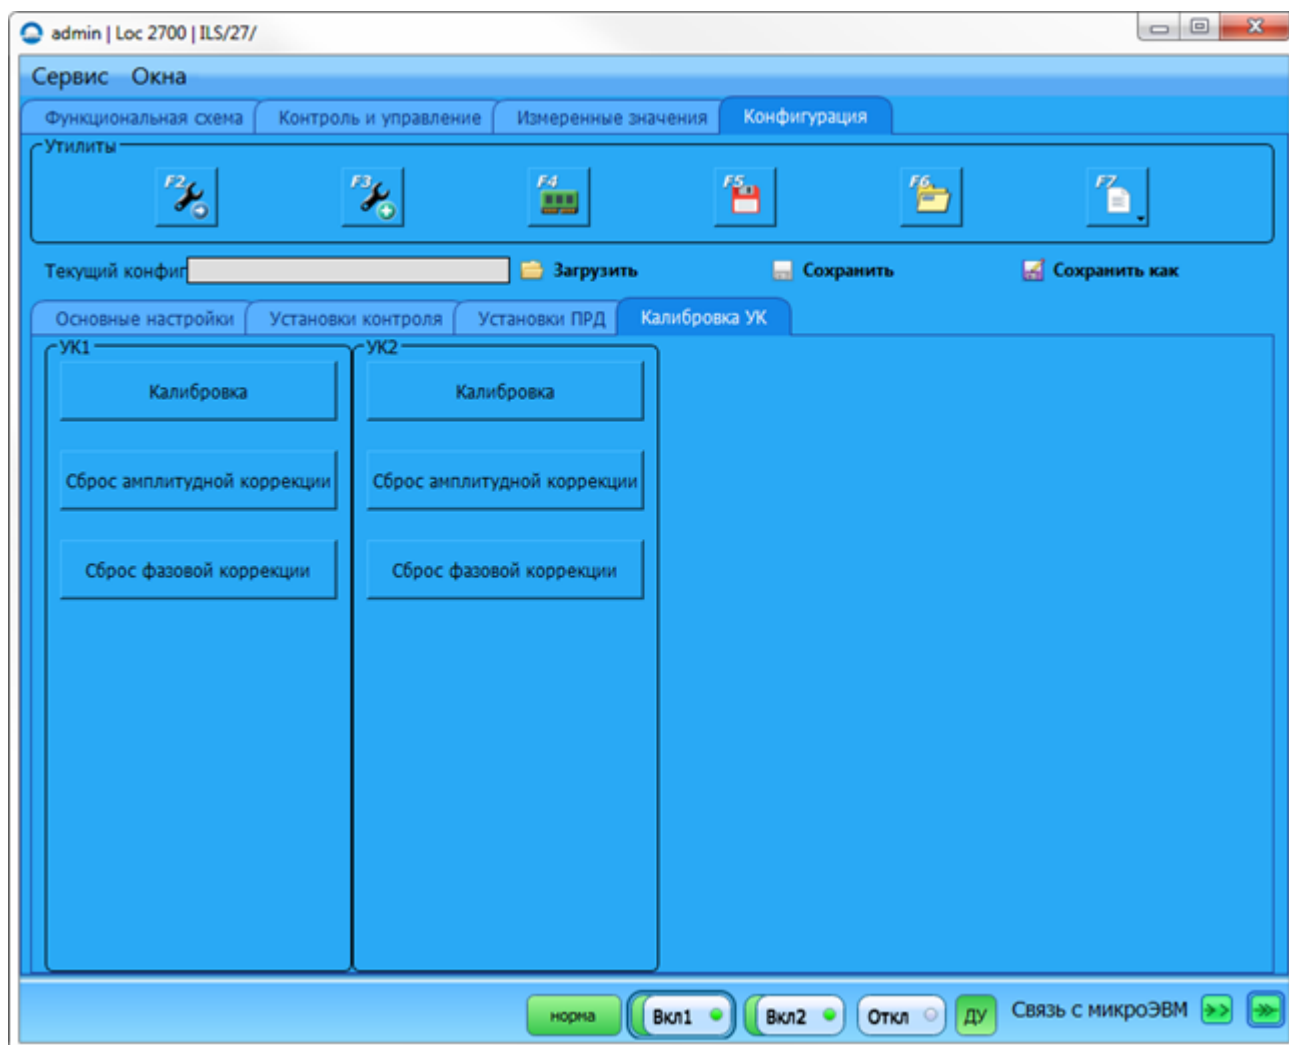 admin | Loc 2700 | ILS/27/
Сервис Окна
Функциональная схема Контроль и управление Измеренные значения Конфигурация
Утилиты
F2 F3 F4 F5 F6 F7
Текущий конфиг Загрузить Сохранить Сохранить как
Основные настройки Установки контроля Установки ПРД Калибровка УК
УК1 УК2
Калибровка Калибровка
Сброс амплитудной коррекции Сброс амплитудной коррекции
Сброс фазовой коррекции Сброс фазовой коррекции
норма Вкл1 Вкл2 Откл ДУ Связь с микроЭВМ